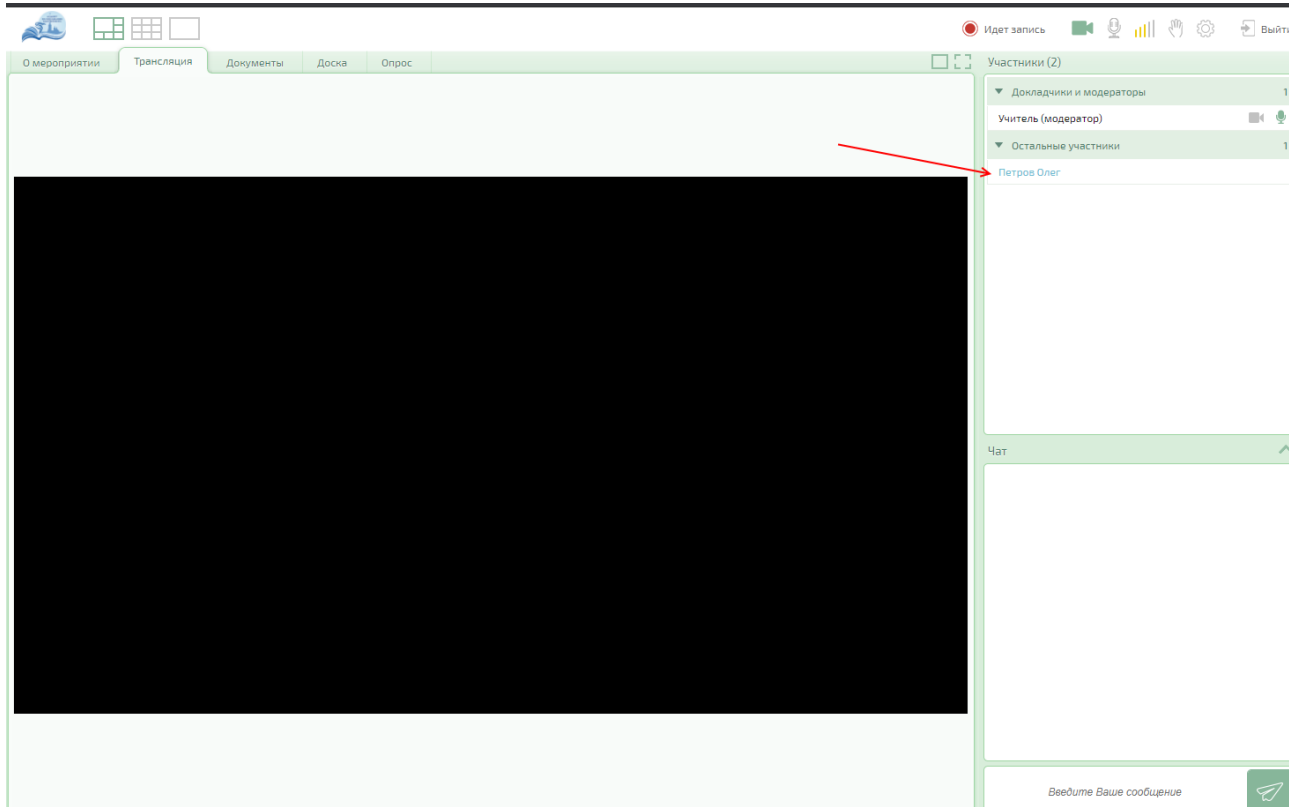 Идет запись
Выйти
О мероприятии Трансляция Документы Доска Опрос
Участники (2)
Докладчики и модераторы 1
Учитель (модератор)
Остальные участники 1
Петров Олег
Чат
Введите Ваше сообщение